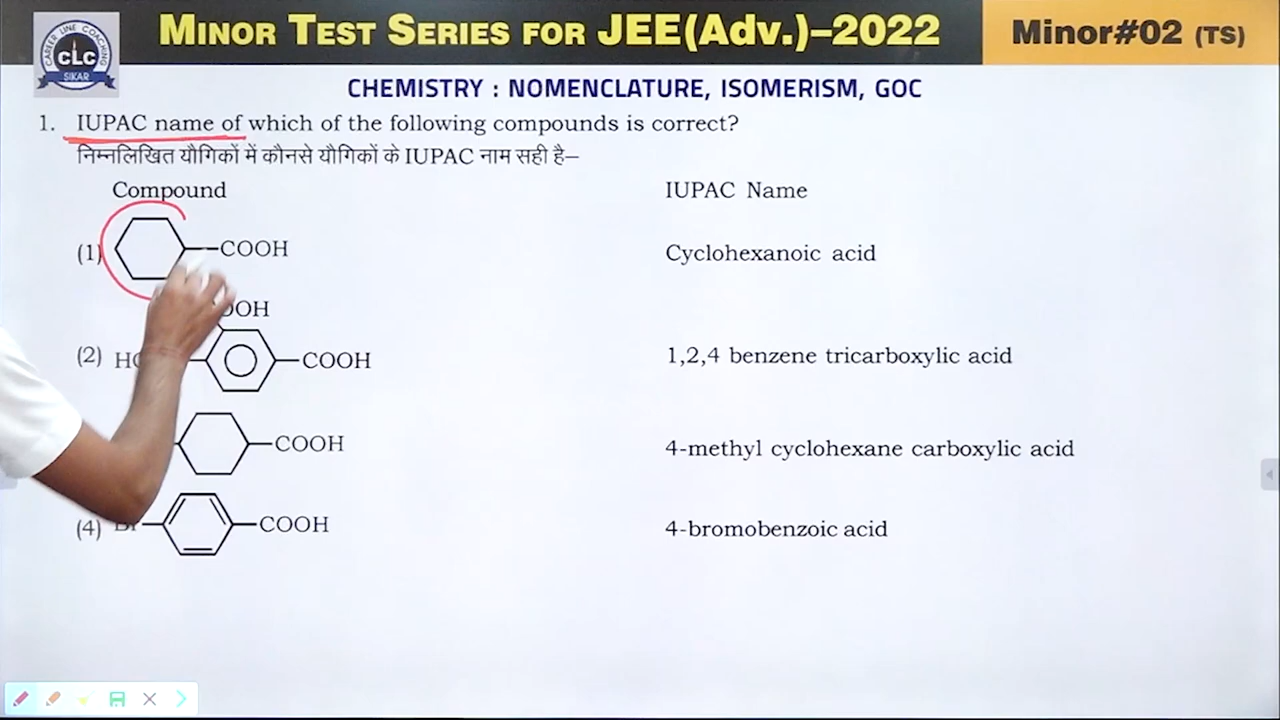 MINOR TEST SERIES FOR JEE(Adv.)–2022
Minor#02 (TS)
CAREER LINE COACHING
CLC
SIKAR
CHEMISTRY : NOMENCLATURE, ISOMERISM, GOC
1. IUPAC name of which of the following compounds is correct?
निम्नलिखित यौगिकों में कौनसे यौगिकों के IUPAC नाम सही है–
Compound IUPAC Name
(1) COOH Cyclohexanoic acid
OOH
(2) HO COOH 1,2,4 benzene tricarboxylic acid
COOH 4-methyl cyclohexane carboxylic acid
(4) Br COOH 4-bromobenzoic acid